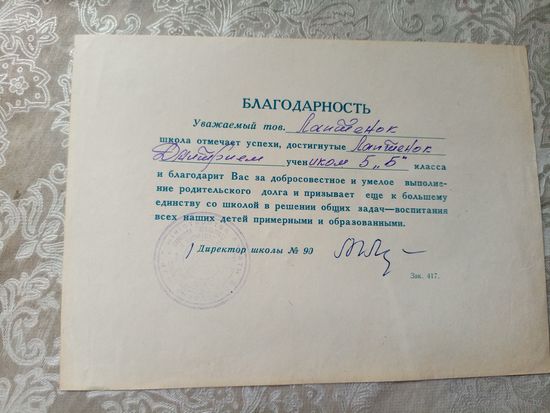 БЛАГОДАРНОСТЬ
Уважаемый тов. Лаптенок
школа отмечает успехи, достигнутые Лаптенок
Дмитрием учеником 5 „Б" класса
и благодарит Вас за добросовестное и умелое выполне-
ние родительского долга и призывает еще к большему
единству со школой в решении общих задач—воспитания
всех наших детей примерными и образованными.
Директор школы № 90
Зак. 417.